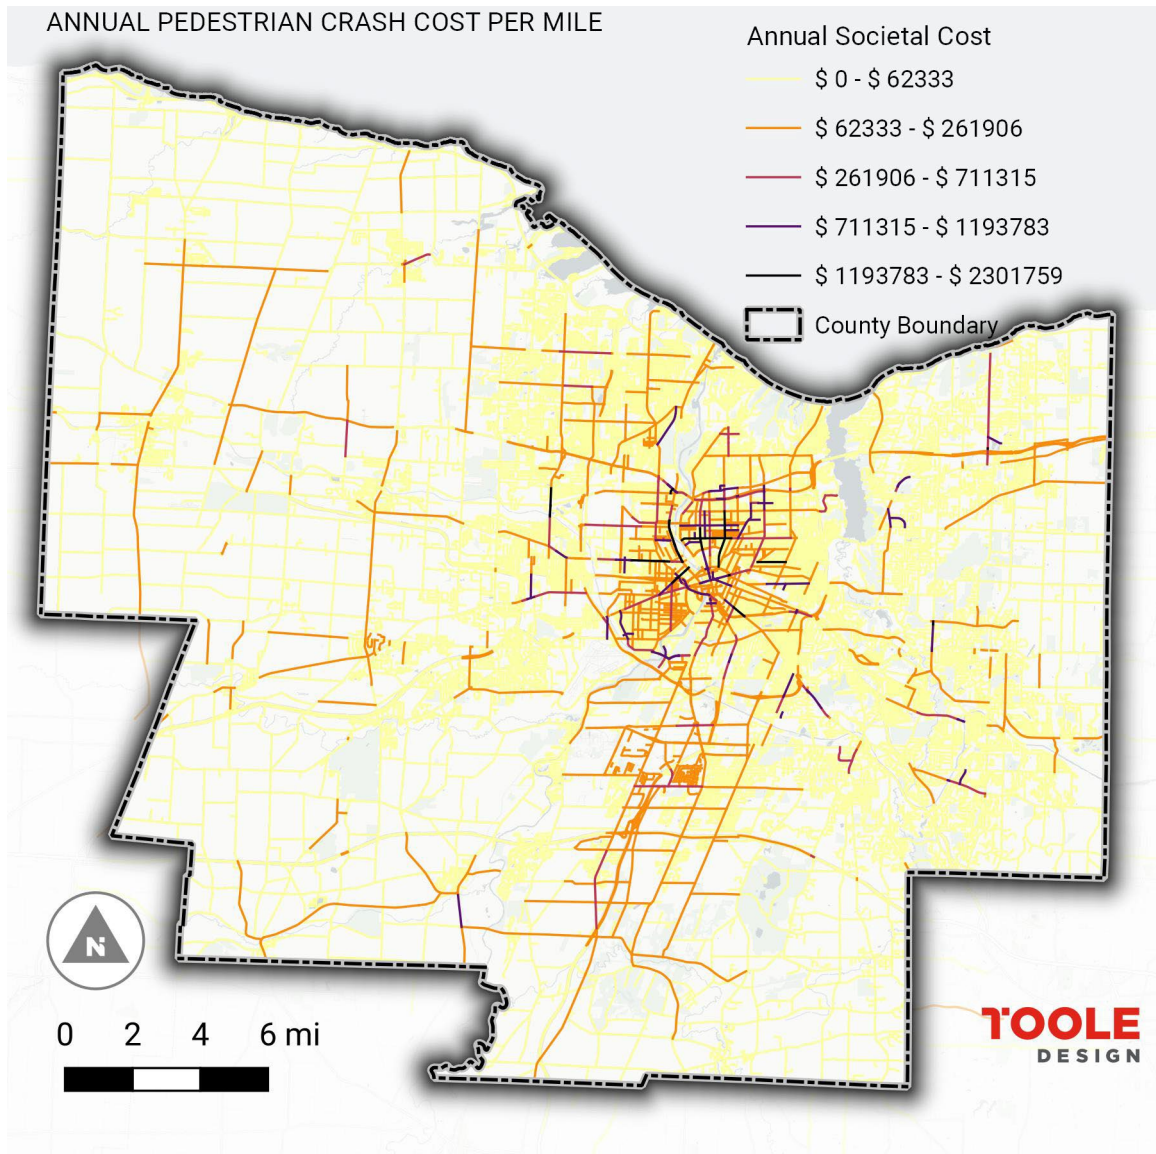 ANNUAL PEDESTRIAN CRASH COST PER MILE
Annual Societal Cost
$ 0 - $ 62333
$ 62333 - $ 261906
$ 261906 - $ 711315
$ 711315 - $ 1193783
$ 1193783 - $ 2301759
County Boundary
N
0 2 4 6 mi
TOOLE
DESIGN